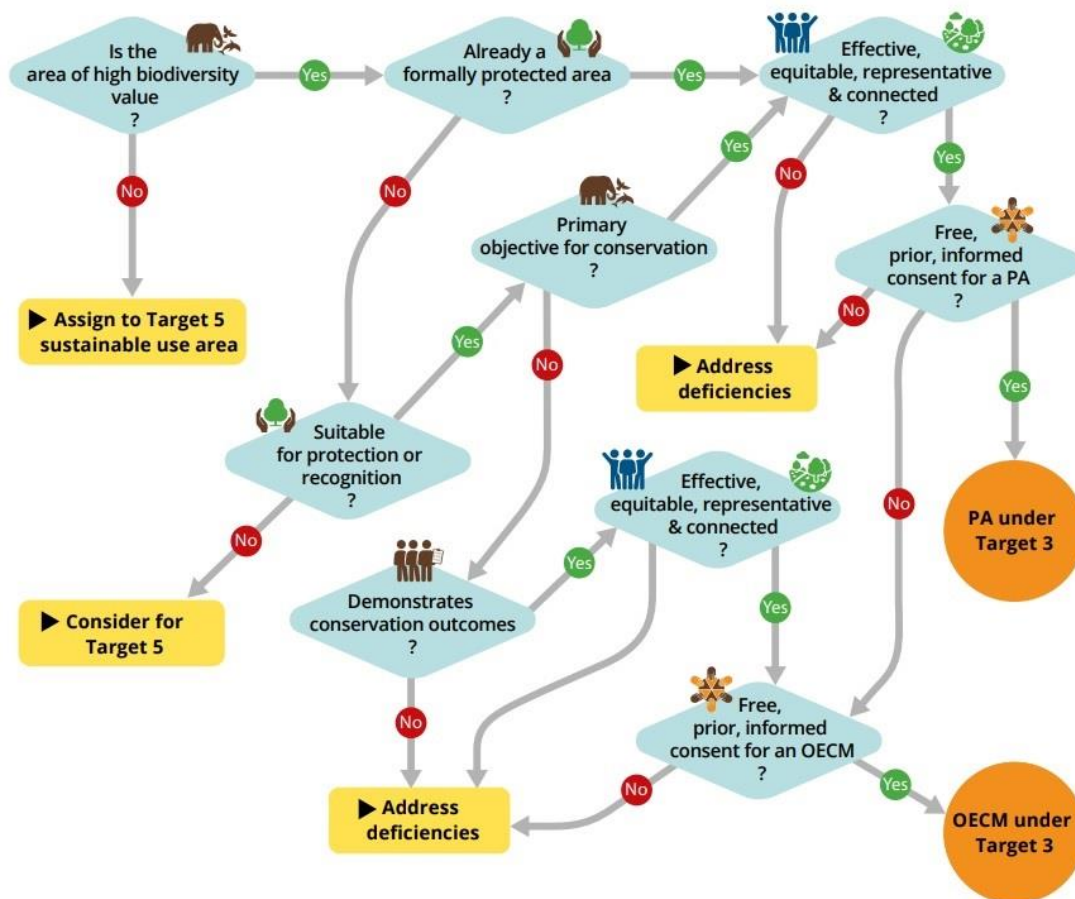 Is the
area of high biodiversity
value
?
Yes
Already a
formally protected area
?
Yes
Effective,
equitable, representative
& connected
?
No
No
Yes
No
Yes
Primary
objective for conservation
?
Free,
prior, informed
consent for a PA
?
▶ Assign to Target 5
sustainable use area
Yes
No
No
▶ Address
deficiencies
Yes
Suitable
for protection or
recognition
?
Effective,
equitable, representative
& connected
?
No
PA under
Target 3
No
Yes
▶ Consider for
Target 5
Demonstrates
conservation outcomes
?
Yes
No
Free,
prior, informed
consent for an OECM
?
No
Yes
▶ Address
deficiencies
OECM under
Target 3